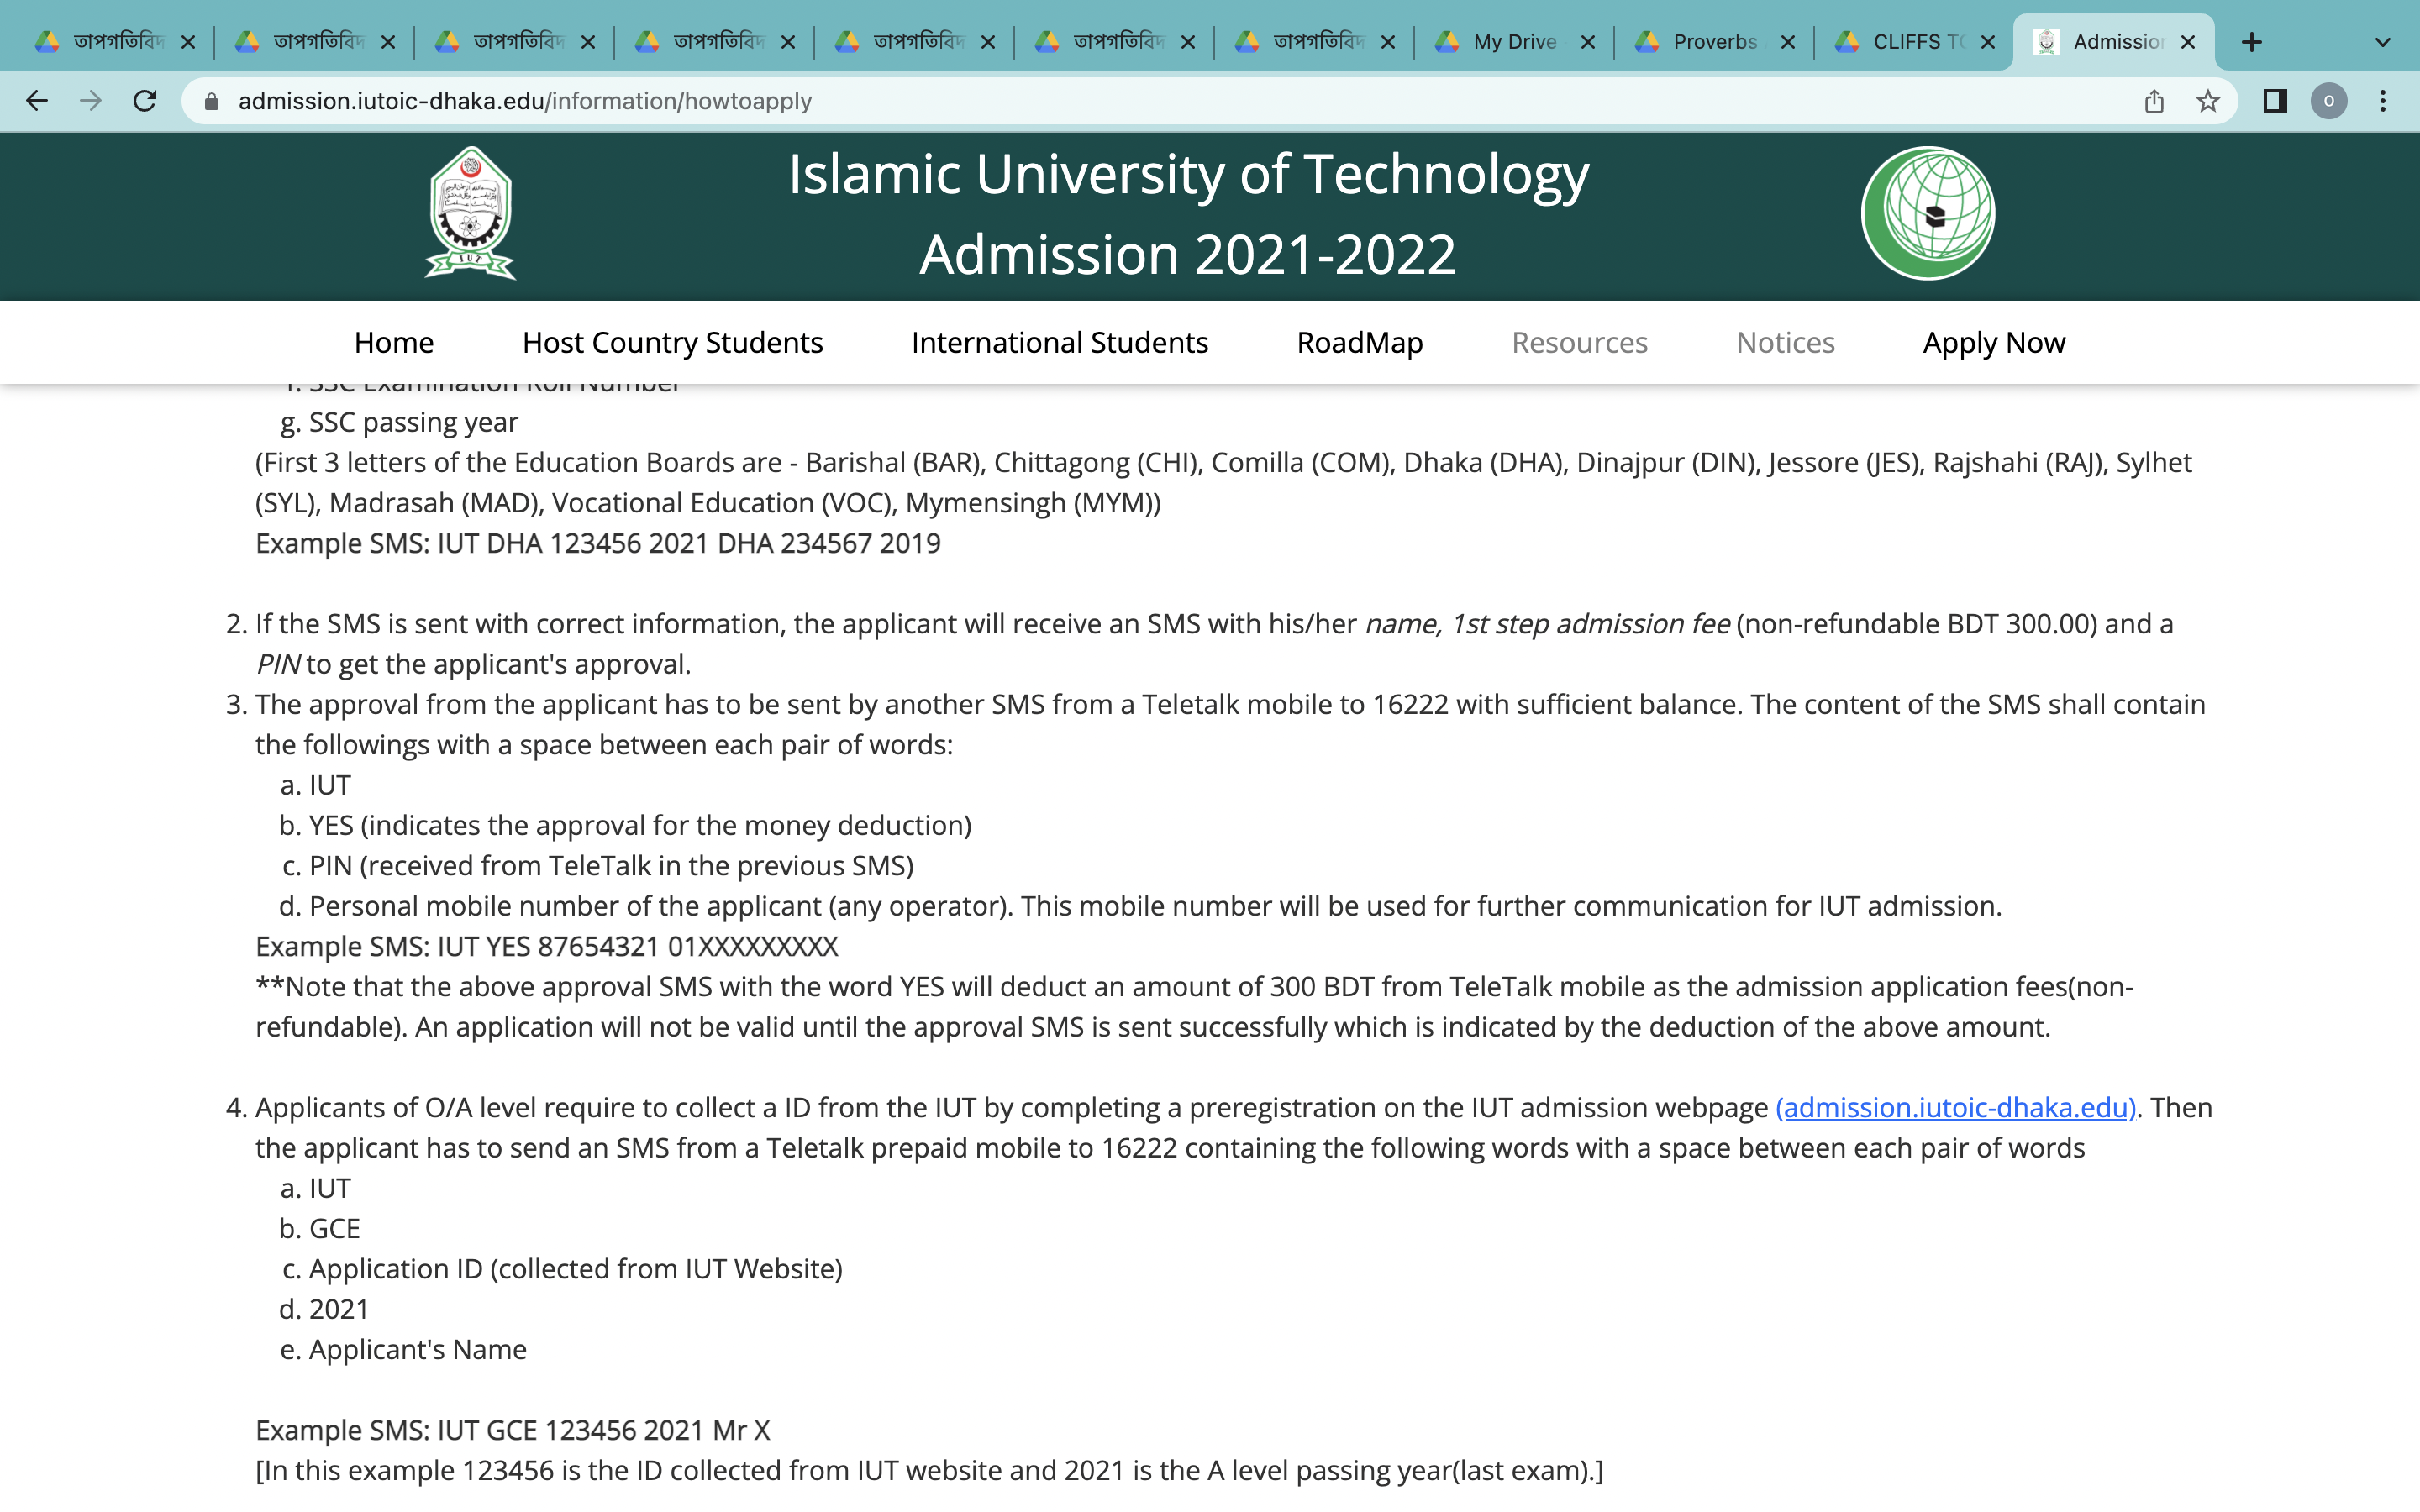 তাপগতিবিদ
তাপগতিবিদ
তাপগতিবিদ
তাপগতিবিদ
তাপগতিবিদ
তাপগতিবিদ
তাপগতিবিদ
My Drive
Proverbs
CLIFFS TO
Admission
admission.iutoic-dhaka.edu/information/howtoapply
o
Islamic University of Technology
Admission 2021-2022
IUT
Home Host Country Students International Students RoadMap Resources Notices Apply Now
f. SSC Examination Roll Number
g. SSC passing year
(First 3 letters of the Education Boards are - Barishal (BAR), Chittagong (CHI), Comilla (COM), Dhaka (DHA), Dinajpur (DIN), Jessore (JES), Rajshahi (RAJ), Sylhet
(SYL), Madrasah (MAD), Vocational Education (VOC), Mymensingh (MYM))
Example SMS: IUT DHA 123456 2021 DHA 234567 2019
2. If the SMS is sent with correct information, the applicant will receive an SMS with his/her name, 1st step admission fee (non-refundable BDT 300.00) and a
PIN to get the applicant's approval.
3. The approval from the applicant has to be sent by another SMS from a Teletalk mobile to 16222 with sufficient balance. The content of the SMS shall contain
the followings with a space between each pair of words:
a. IUT
b. YES (indicates the approval for the money deduction)
c. PIN (received from TeleTalk in the previous SMS)
d. Personal mobile number of the applicant (any operator). This mobile number will be used for further communication for IUT admission.
Example SMS: IUT YES 87654321 01XXXXXXXXX
**Note that the above approval SMS with the word YES will deduct an amount of 300 BDT from TeleTalk mobile as the admission application fees(non-
refundable). An application will not be valid until the approval SMS is sent successfully which is indicated by the deduction of the above amount.
4. Applicants of O/A level require to collect a ID from the IUT by completing a preregistration on the IUT admission webpage (admission.iutoic-dhaka.edu). Then
the applicant has to send an SMS from a Teletalk prepaid mobile to 16222 containing the following words with a space between each pair of words
a. IUT
b. GCE
c. Application ID (collected from IUT Website)
d. 2021
e. Applicant's Name
Example SMS: IUT GCE 123456 2021 Mr X
[In this example 123456 is the ID collected from IUT website and 2021 is the A level passing year(last exam).]